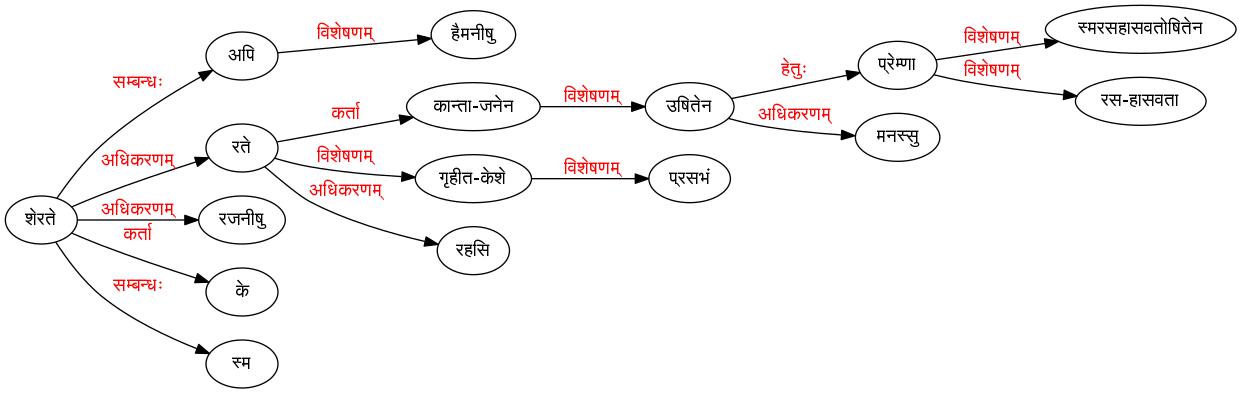 स्मरसहासवतोषितेन
विशेषणम्
हैमनीषु
विशेषणम्
अपि
प्रेम्णा
विशेषणम्
हेतुः
सम्बन्धः
रस-हासवता
विशेषणम्
कान्ता-जनेन
उषितेन
कर्ता
अधिकरणम्
मनस्सु
रते
विशेषणम्
अधिकरणम्
विशेषणम्
गृहीत-केशे
प्रसभं
अधिकरणम्
शेरते
अधिकरणम्
रजनीषु
कर्ता
रहसि
सम्बन्धः
के
स्म